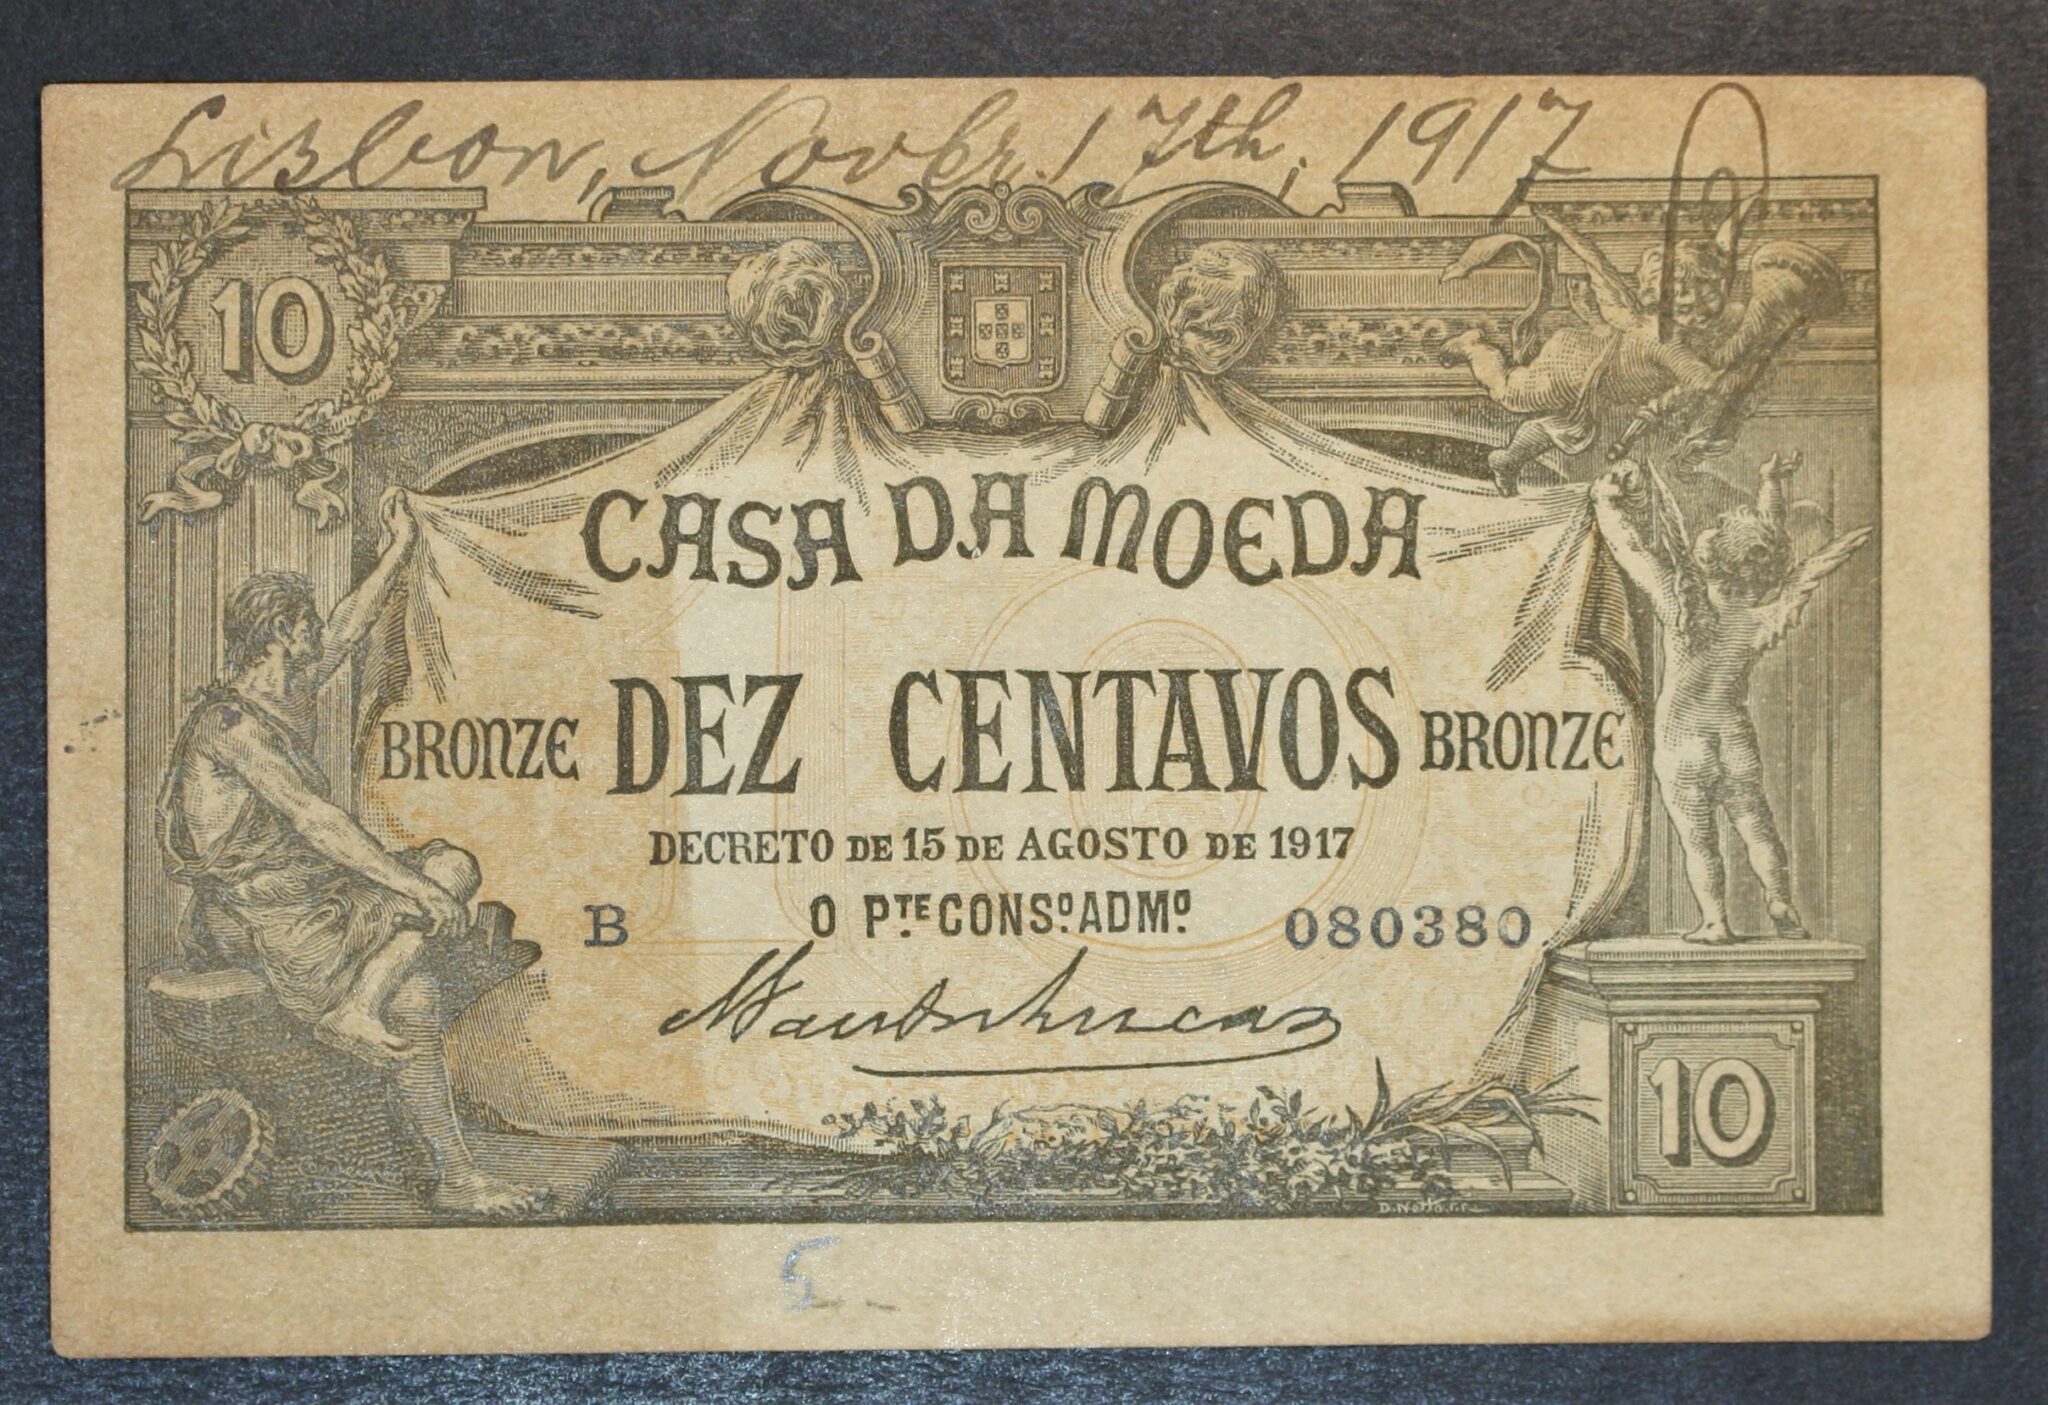 Lisbon, Novbr. 17th, 1917
10
CASA DA MOEDA
BRONZE DEZ CENTAVOS BRONZE
DECRETO DE 15 DE AGOSTO DE 1917
O PTE. CONSO. ADMO.
B 080380
10
5